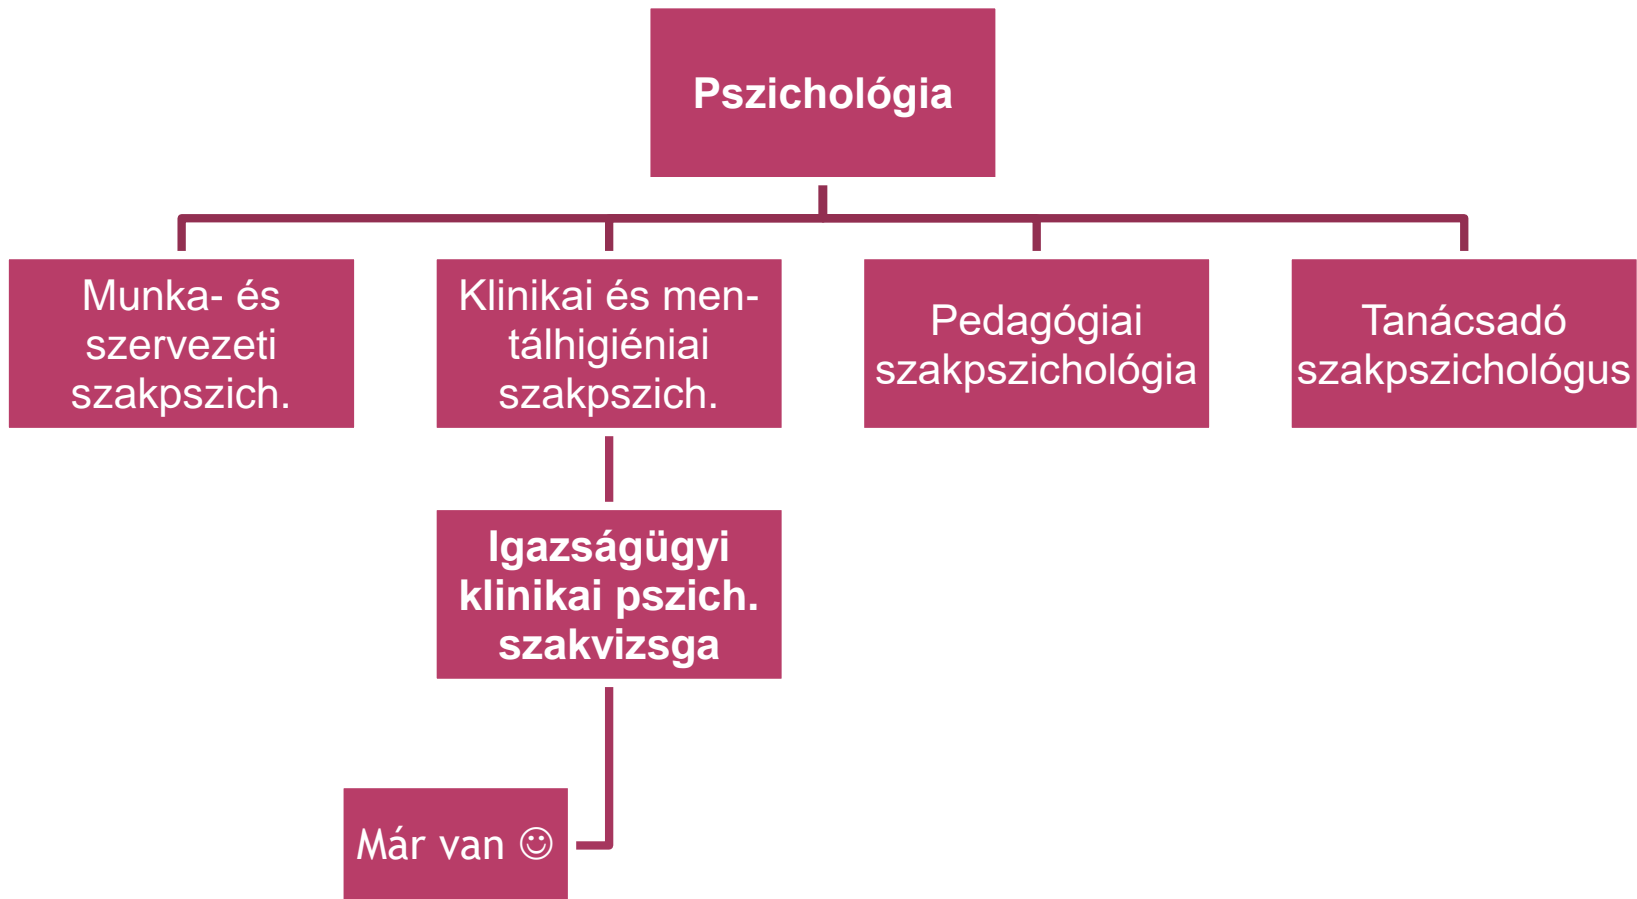 Pszichológia
Munka- és
szervezeti
szakpszich.
Klinikai és men-
tálhigiéniai
szakpszich.
Pedagógiai
szakpszichológia
Tanácsadó
szakpszichológus
Igazságügyi
klinikai pszich.
szakvizsga
Már van ☺